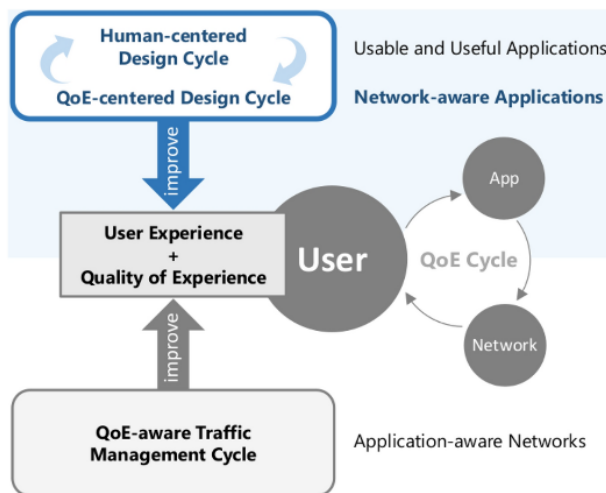 Human-centered
Design Cycle
Usable and Useful Applications
QoE-centered Design Cycle
Network-aware Applications
improve
App
User Experience
+
Quality of Experience
User
QoE Cycle
Network
improve
QoE-aware Traffic
Management Cycle
Application-aware Networks